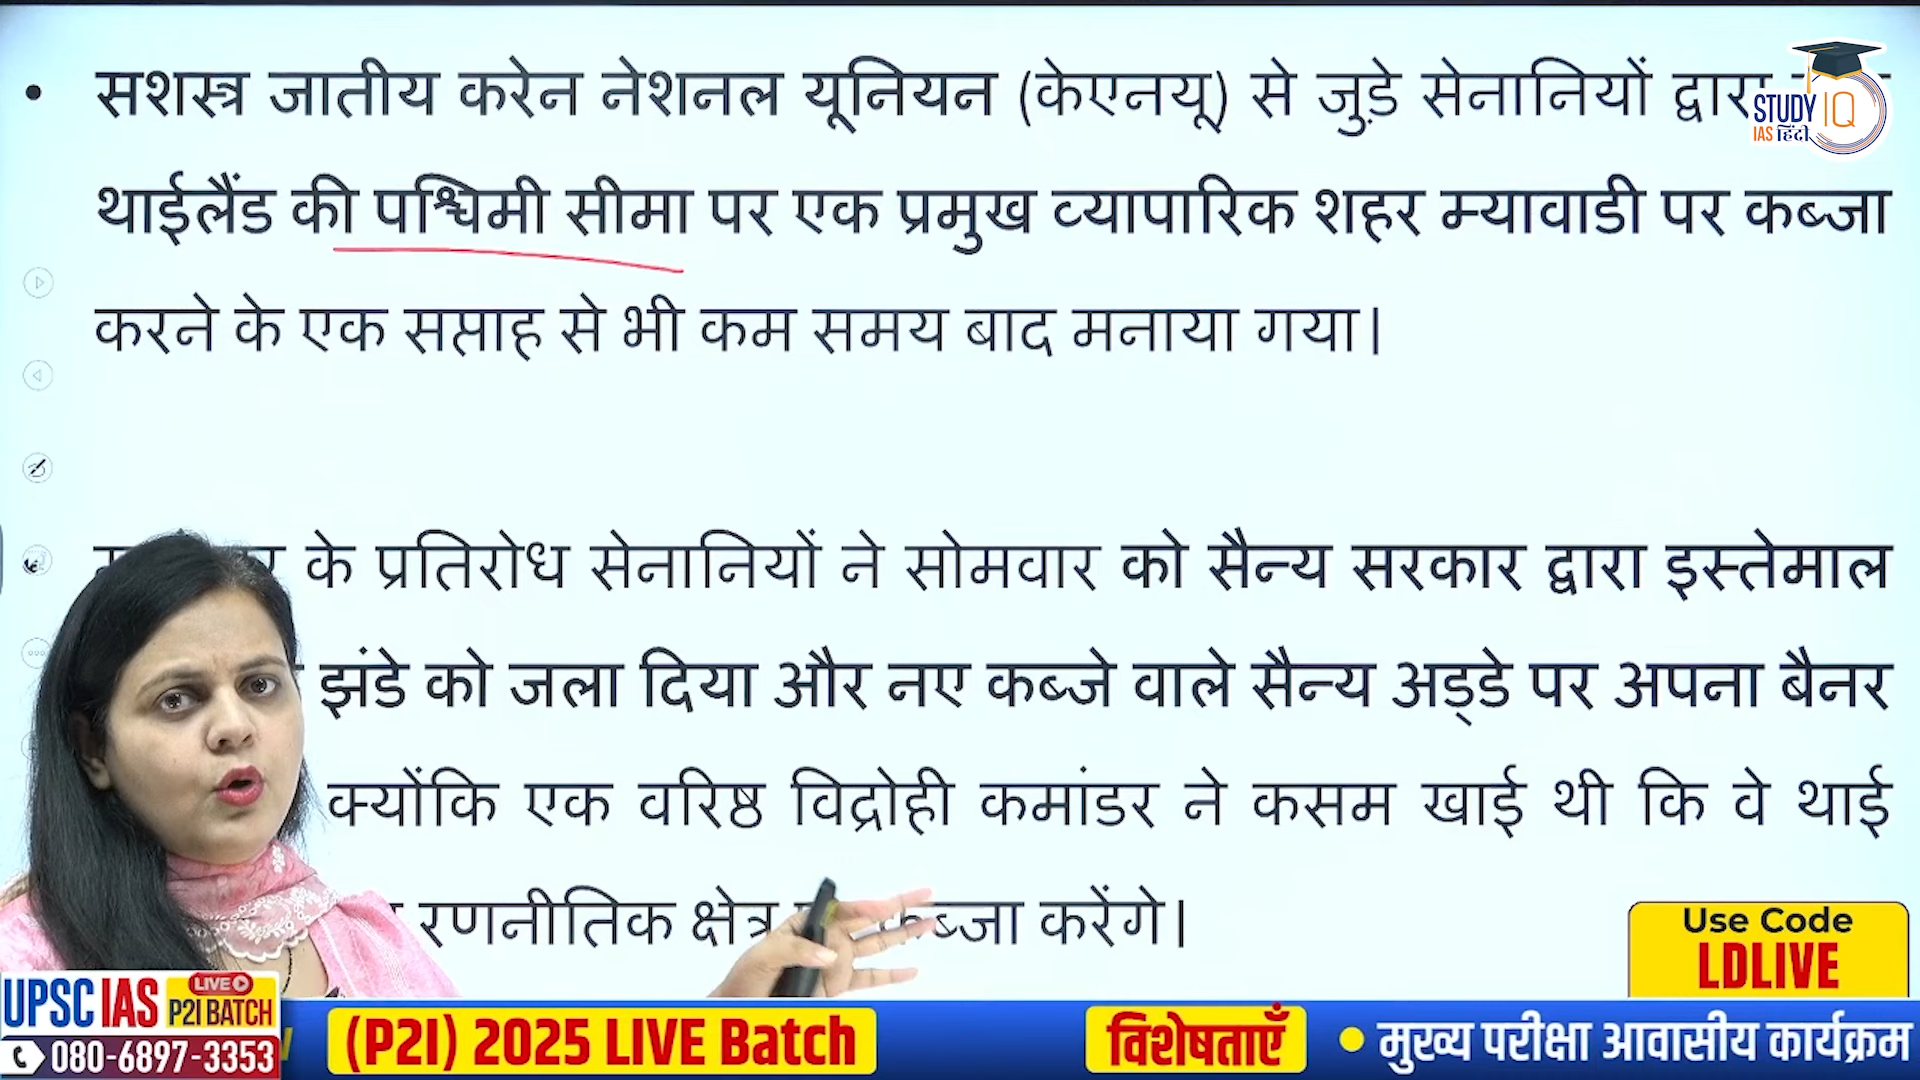 • सशस्त्र जातीय करेन नेशनल यूनियन (केएनयू) से जुड़े सेनानियों द्वारा
थाईलैंड की पश्चिमी सीमा पर एक प्रमुख व्यापारिक शहर म्यावाडी पर कब्जा
करने के एक सप्ताह से भी कम समय बाद मनाया गया।
के प्रतिरोध सेनानियों ने सोमवार को सैन्य सरकार द्वारा इस्तेमाल
झंडे को जला दिया और नए कब्जे वाले सैन्य अड्डे पर अपना बैनर
क्योंकि एक वरिष्ठ विद्रोही कमांडर ने कसम खाई थी कि वे थाई
रणनीतिक क्षेत्र कब्जा करेंगे।
STUDY IQ
IAS हिंदी
Use Code
LDLIVE
UPSC IAS LIVE P2I BATCH
080-6897-3353
(P2I) 2025 LIVE Batch
विशेषताएँ
• मुख्य परीक्षा आवासीय कार्यक्रम